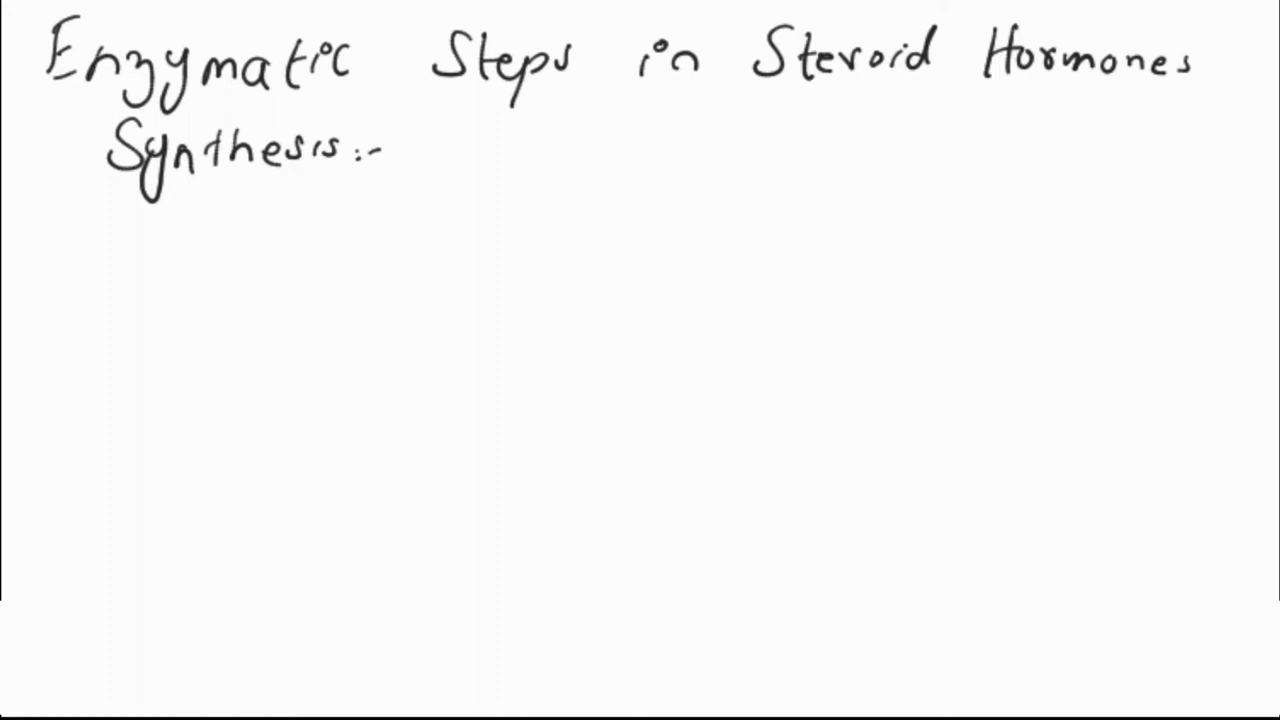 Enzymatic Steps in Steroid Hormones
Synthesis :-